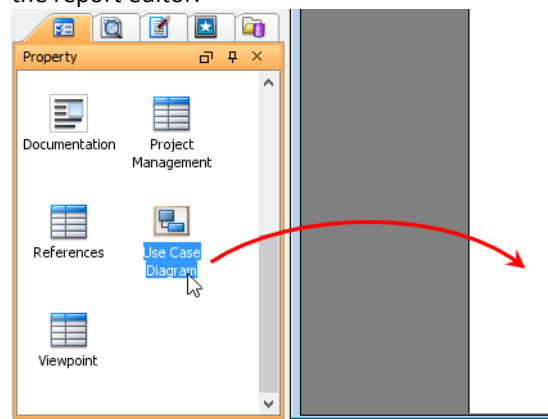 the report editor.
Property
Documentation
Project
Management
References
Use Case
Diagram
Viewpoint